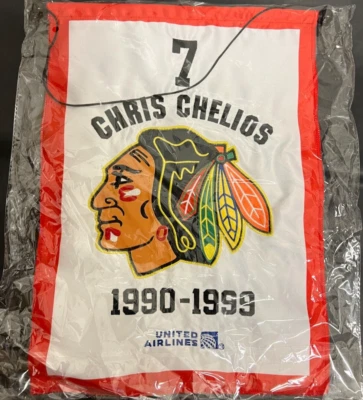 7
CHRIS CHELIOS
1990-1999
UNITED
AIRLINES